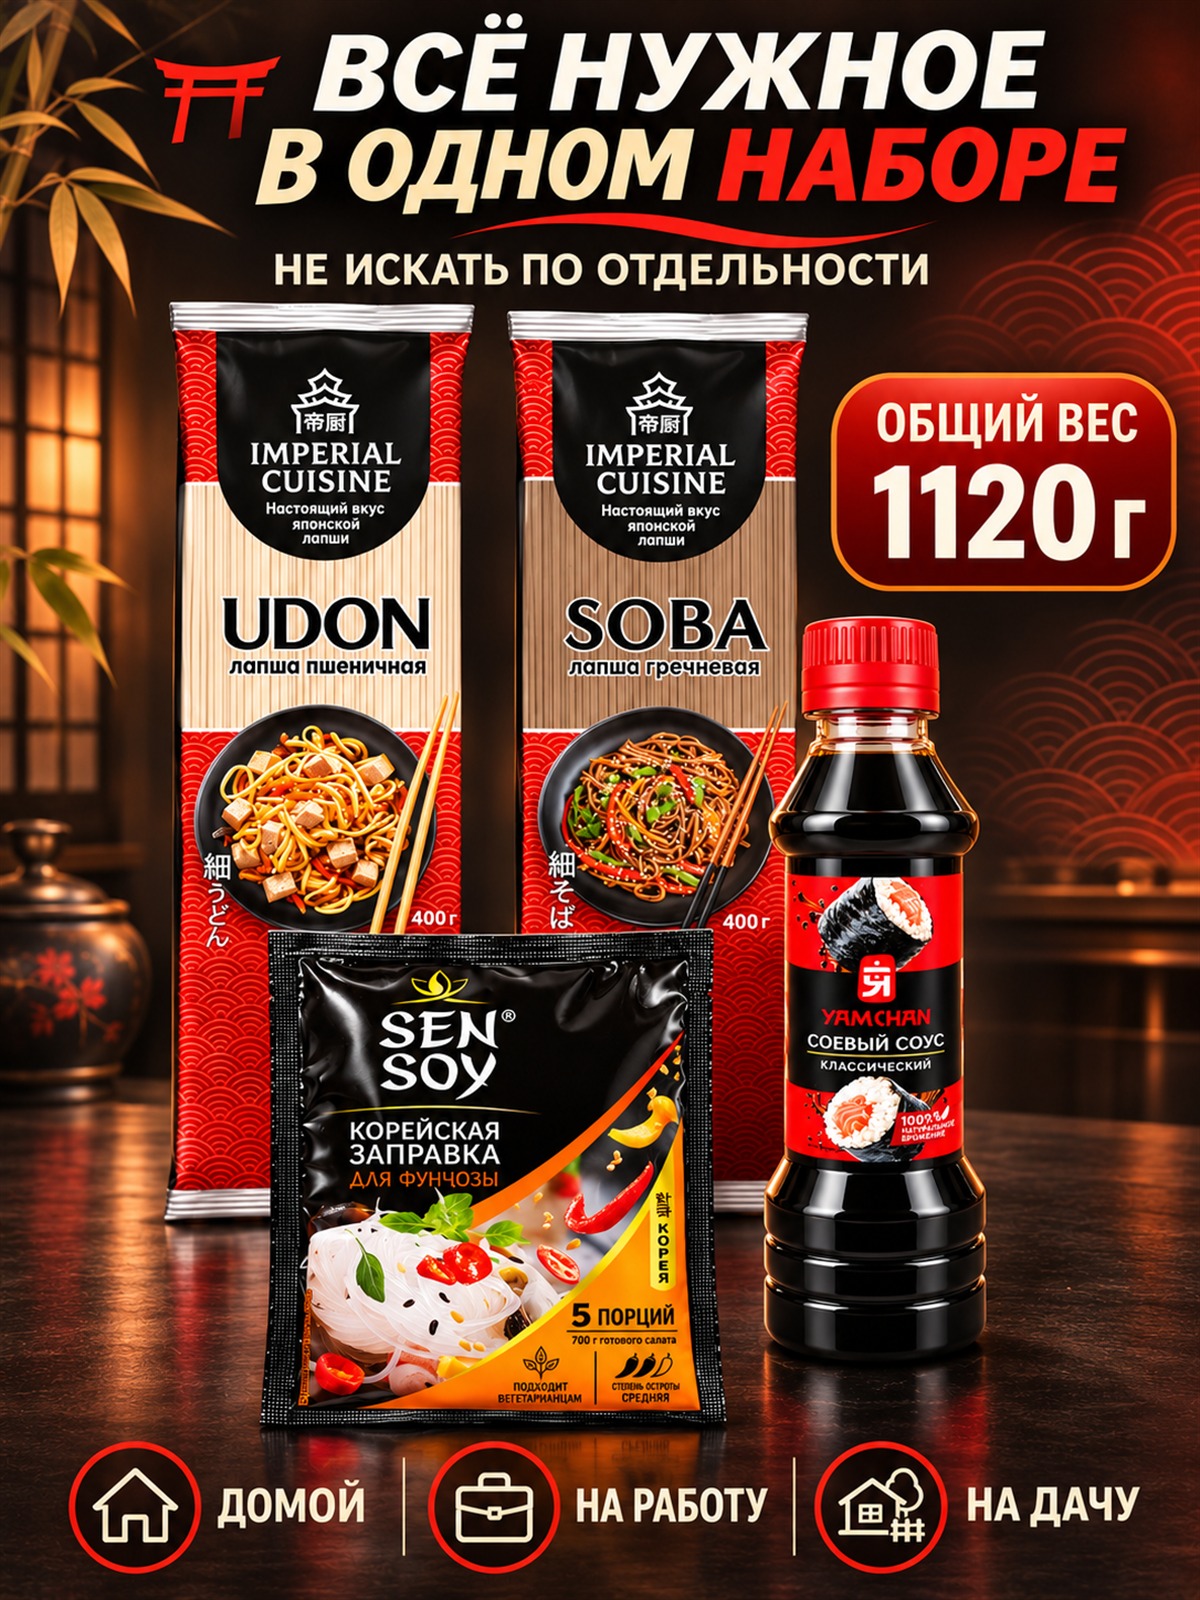 ВСЁ НУЖНОЕ
В ОДНОМ НАБОРЕ
НЕ ИСКАТЬ ПО ОТДЕЛЬНОСТИ
ОБЩИЙ ВЕС
1120 г
帝厨
IMPERIAL
CUISINE
Настоящий вкус
японской
лапши
UDON
лапша пшеничная
細うどん
400 г
帝厨
IMPERIAL
CUISINE
Настоящий вкус
японской
лапши
SOBA
лапша гречневая
細そば
400 г
SEN
SOY®
КОРЕЙСКАЯ
ЗАПРАВКА
ДЛЯ ФУНЧОЗЫ
КОРЕЯ
5 ПОРЦИЙ
700 г готового салата
ПОДХОДИТ
ВЕГЕТАРИАНЦАМ
СТЕПЕНЬ ОСТРОТЫ
СРЕДНЯЯ
Я
YAMCHAN
СОЕВЫЙ СОУС
КЛАССИЧЕСКИЙ
100%
ДОМОЙ
НА РАБОТУ
НА ДАЧУ